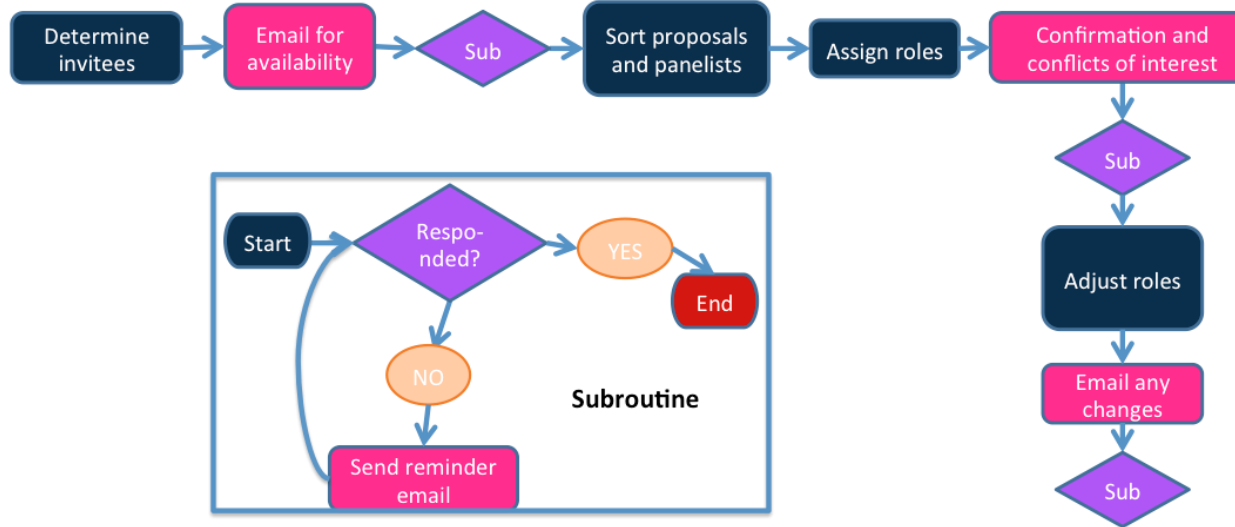 Determine
invitees
Email for
availability
Sub
Sort proposals
and panelists
Assign roles
Confirmation and
conflicts of interest
Sub
Adjust roles
Email any
changes
Sub
Start
Respo-
nded?
YES
End
NO
Subroutine
Send reminder
email